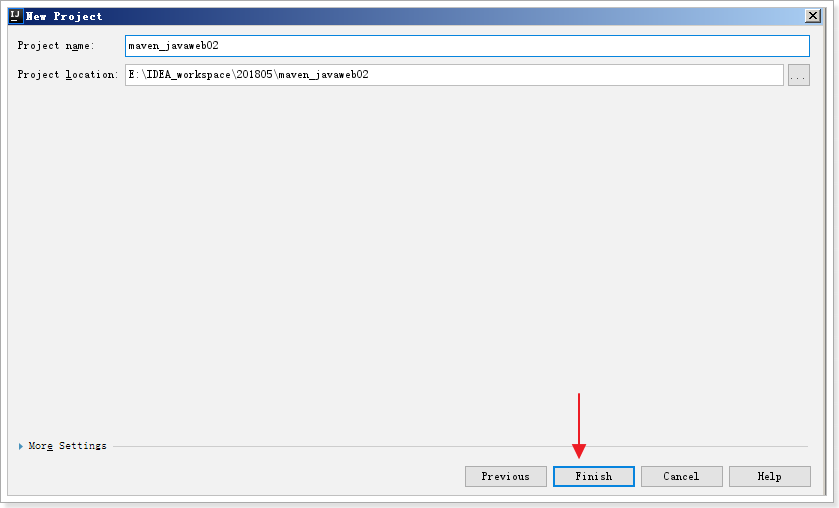 IJ New Project
Project name: maven_javaweb02
Project location: E:\IDEA_workspace\201805\maven_javaweb02 ...
More Settings
Previous Finish Cancel Help